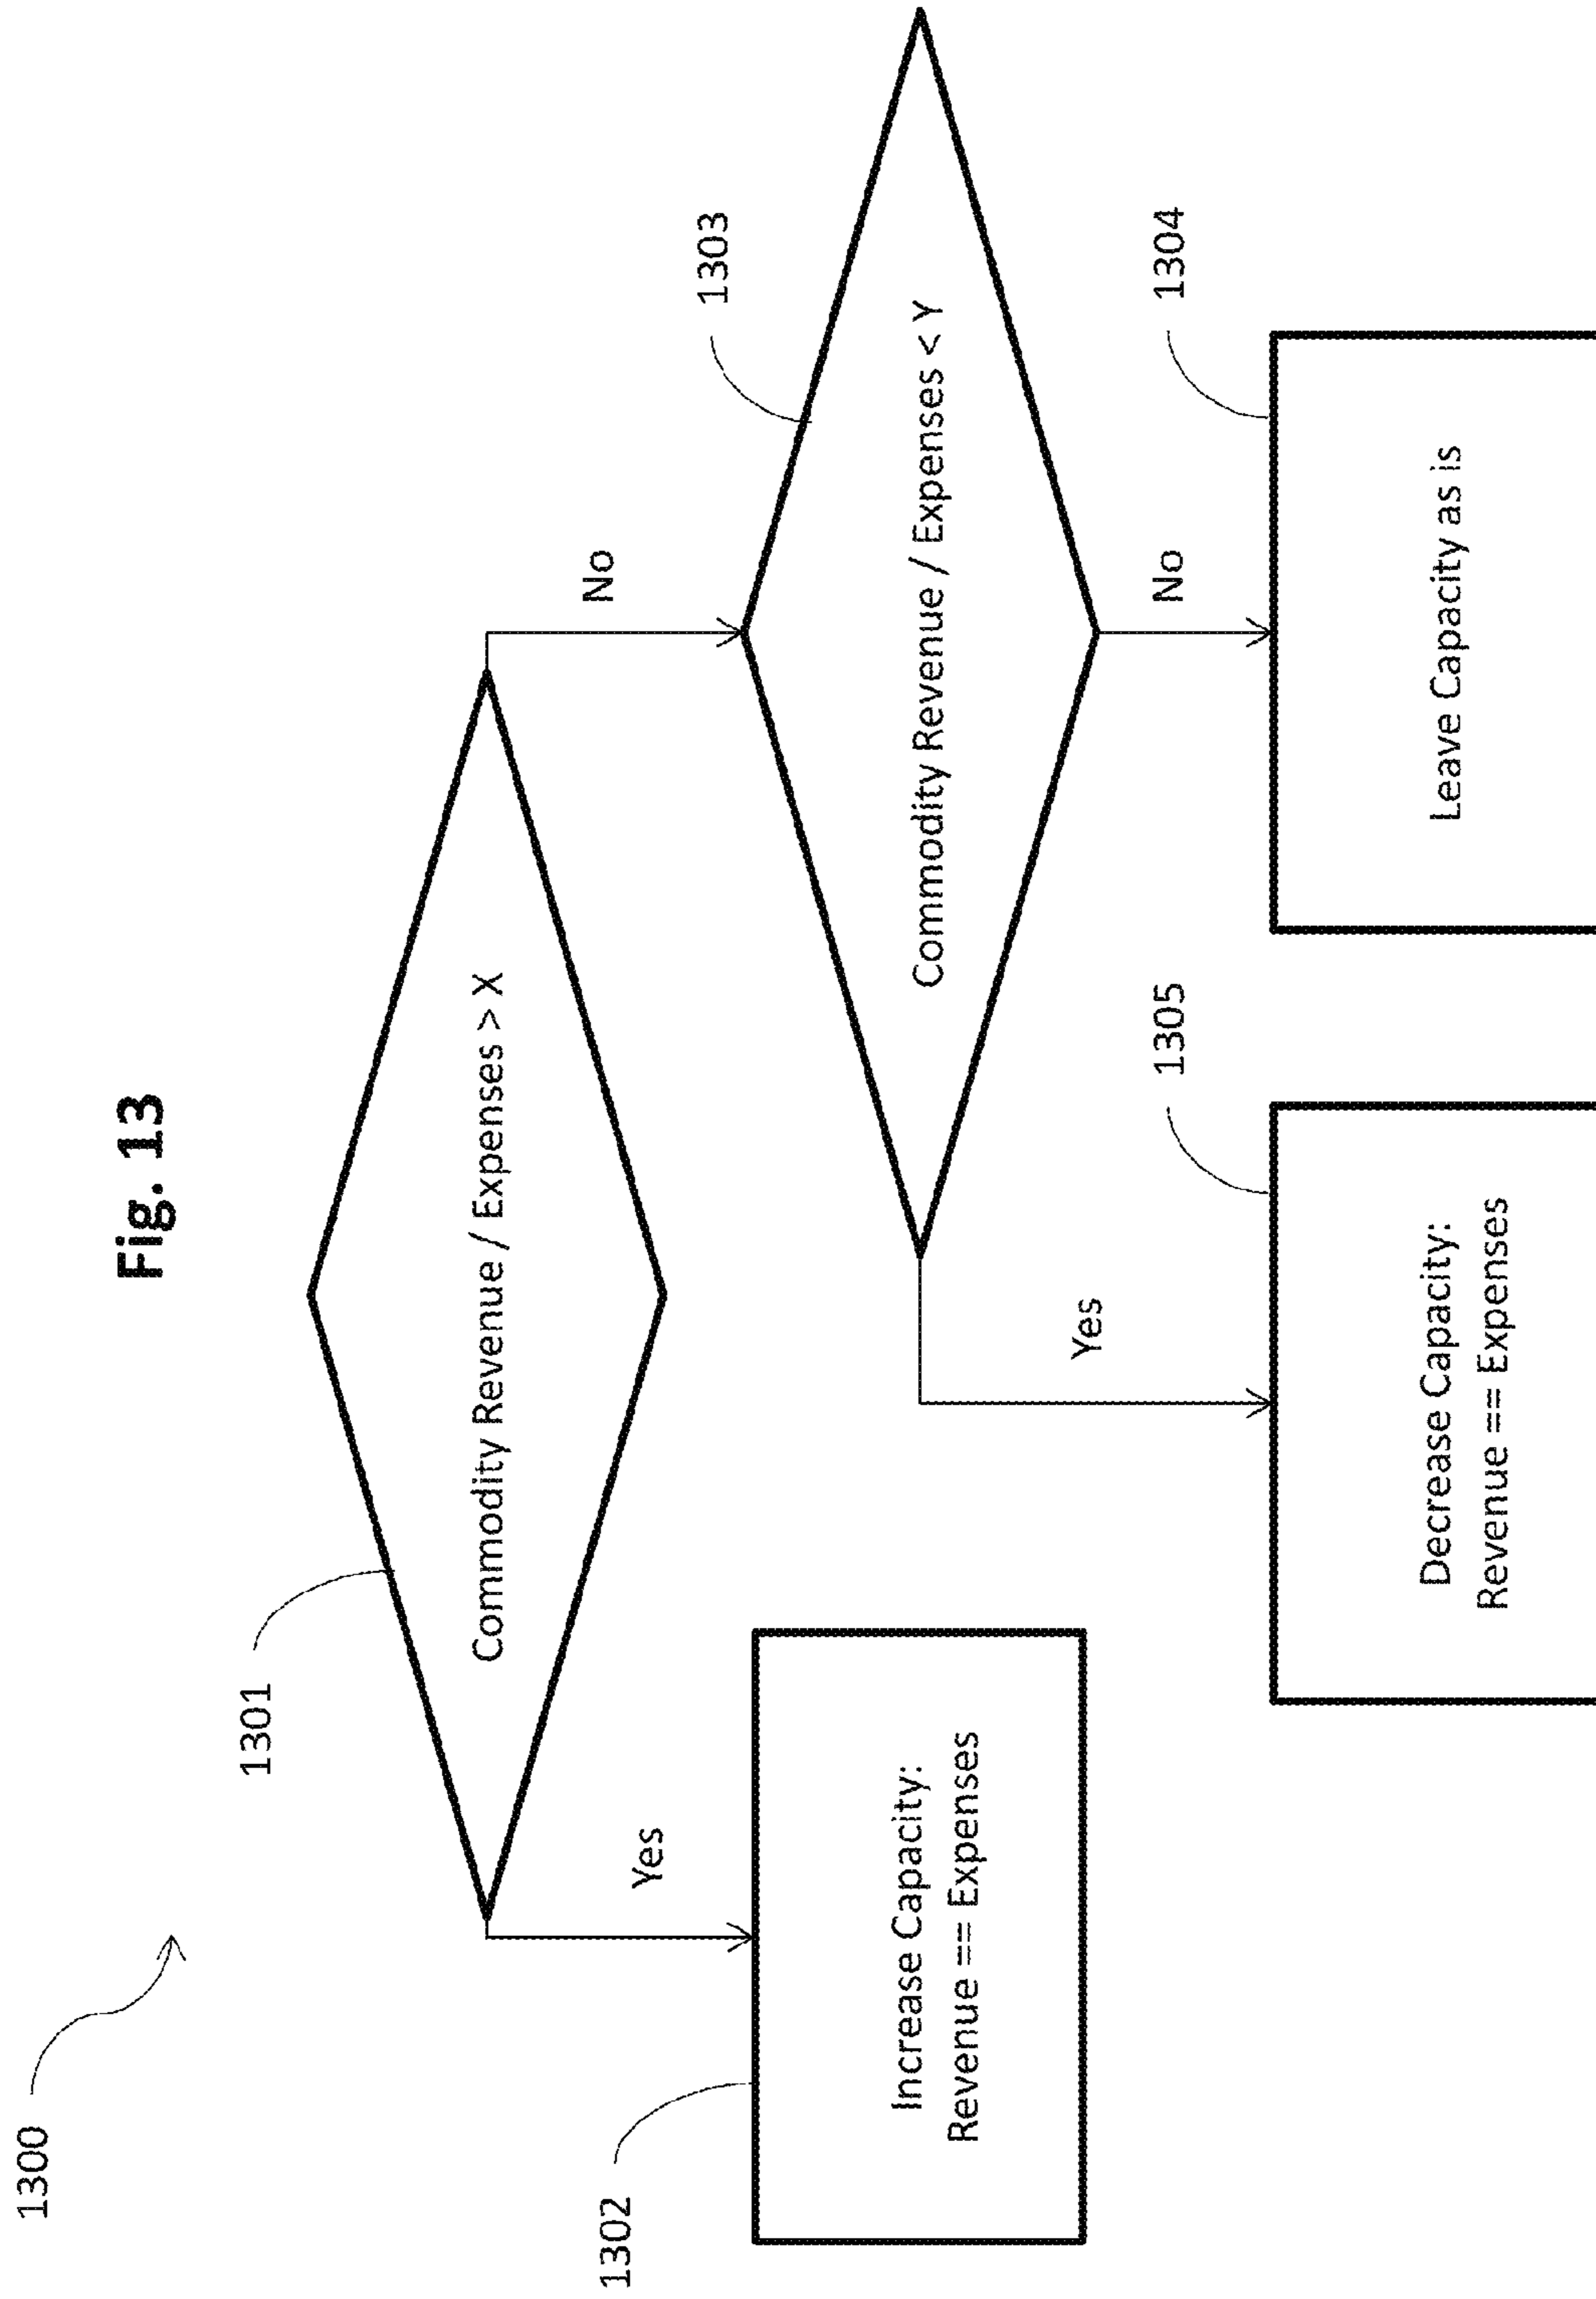 Fig. 13
1300
1301
Commodity Revenue / Expenses > X
Yes
No
1302
Increase Capacity:
Revenue == Expenses
1303
Commodity Revenue / Expenses < Y
Yes
No
1305
Decrease Capacity:
Revenue == Expenses
1304
Leave Capacity as is